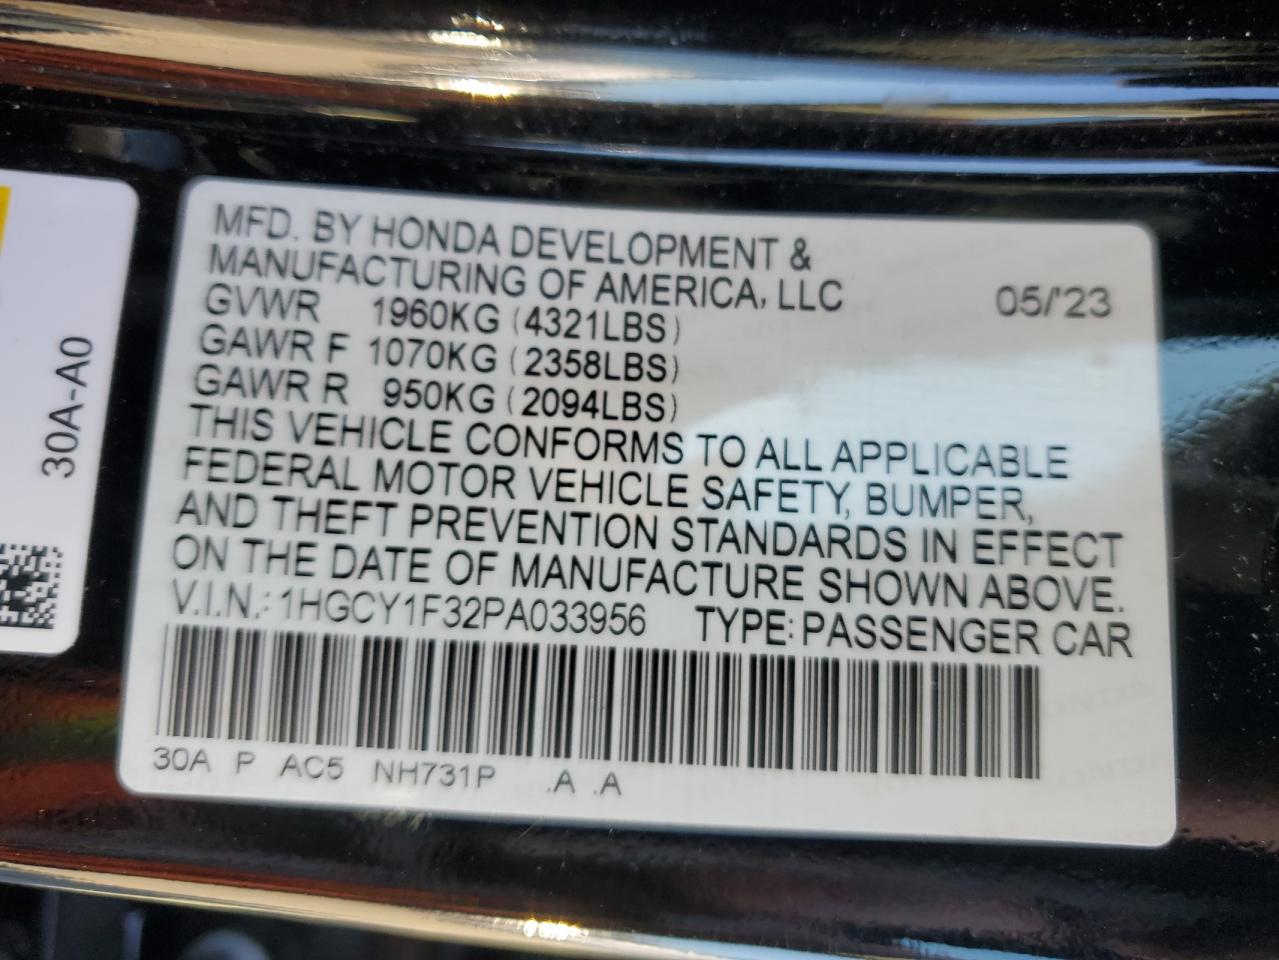 MFD. BY HONDA DEVELOPMENT &
MANUFACTURING OF AMERICA, LLC 05/'23
GVWR 1960KG (4321LBS)
GAWR F 1070KG (2358LBS)
GAWR R 950KG (2094LBS)
THIS VEHICLE CONFORMS TO ALL APPLICABLE
FEDERAL MOTOR VEHICLE SAFETY, BUMPER,
AND THEFT PREVENTION STANDARDS IN EFFECT
ON THE DATE OF MANUFACTURE SHOWN ABOVE.
V.I.N.: 1HGCY1F32PA033956 TYPE: PASSENGER CAR
30A P AC5 NH731P .A .A
30A-A0